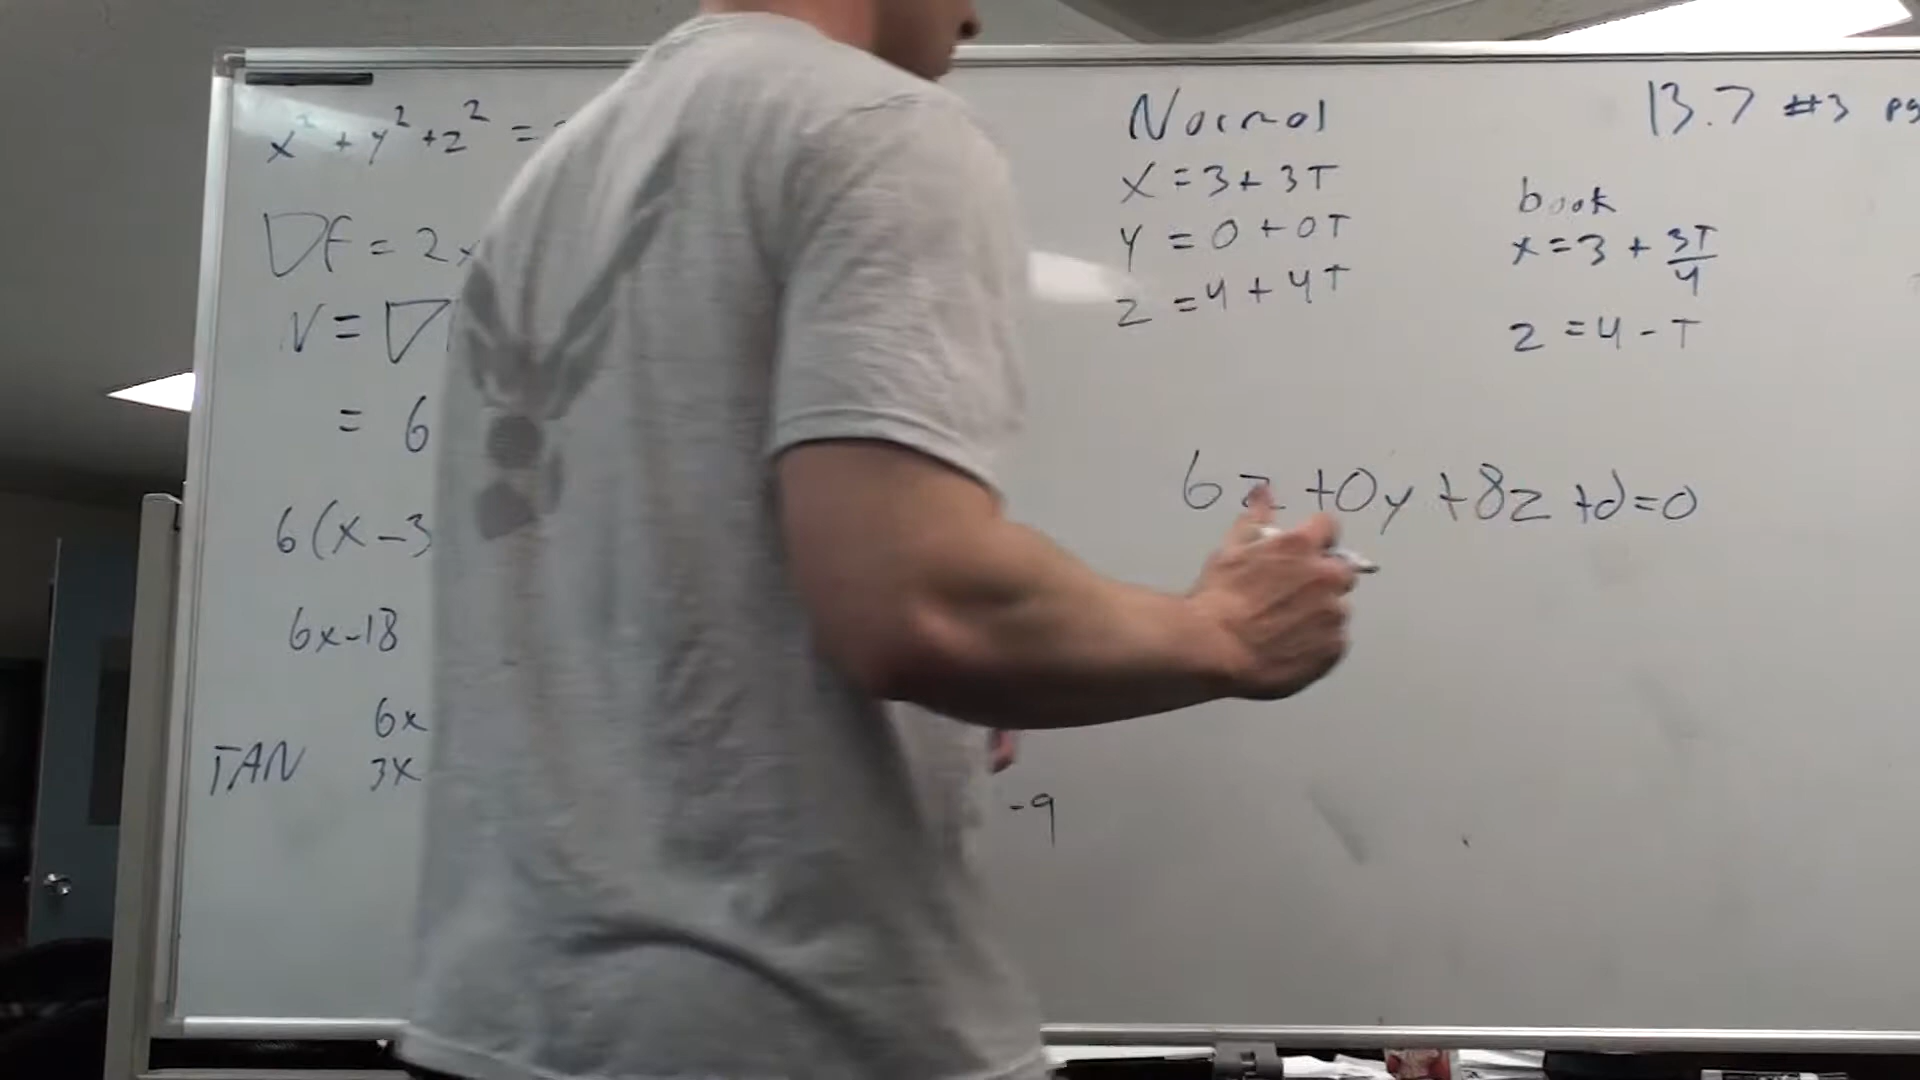 x² + y² + z² =
∇F = 2x
N = ∇
= 6
6(x - 3
6x - 18
6x
TAN 3x
-9
Normal
x = 3 + 3T
y = 0 + 0T
z = 4 + 4T
13.7 #3 pg
book
x = 3 + 3T/4
z = 4 - T
6z + 0y + 8z + d = 0